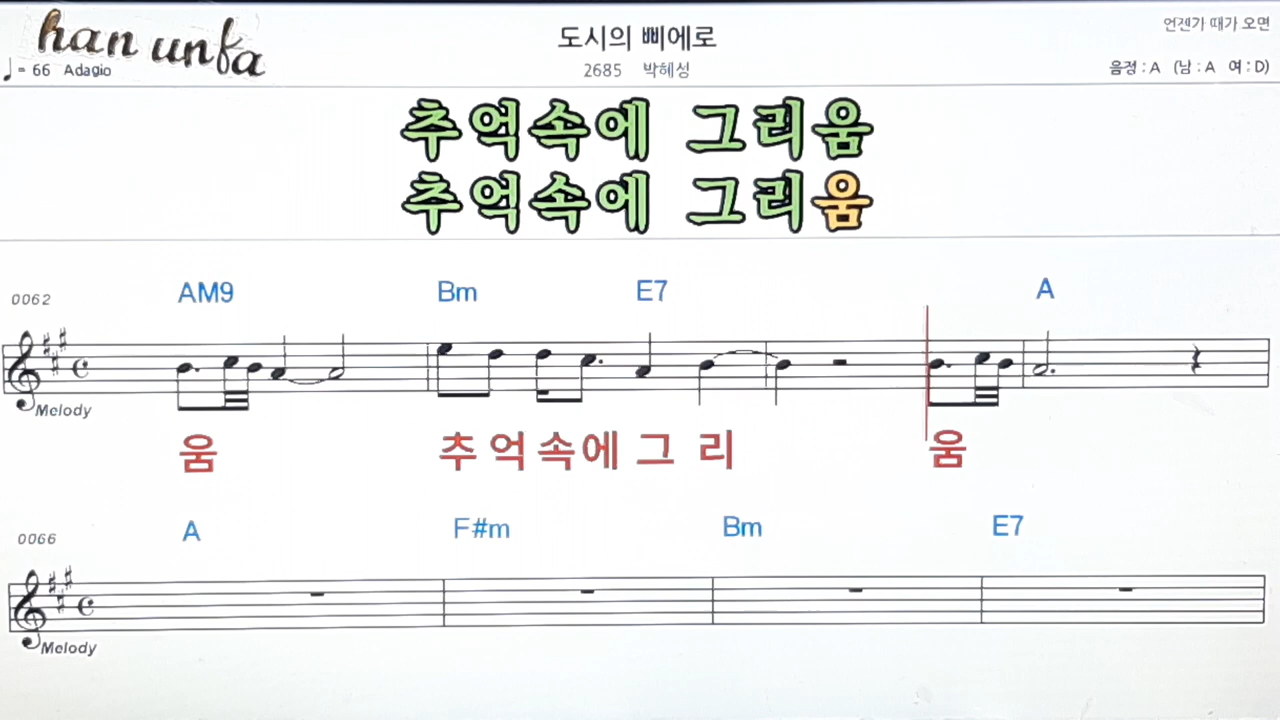 han unfa
도시의 삐에로
언젠가 때가 오면
♩= 66 Adagio
2685 박혜성
음정 : A (남 : A 여 : D)
추억속에 그리움
추억속에 그리움
0062
AM9 Bm E7 A
Melody
움 추 억 속 에 그 리 움
0066
A F#m Bm E7
Melody